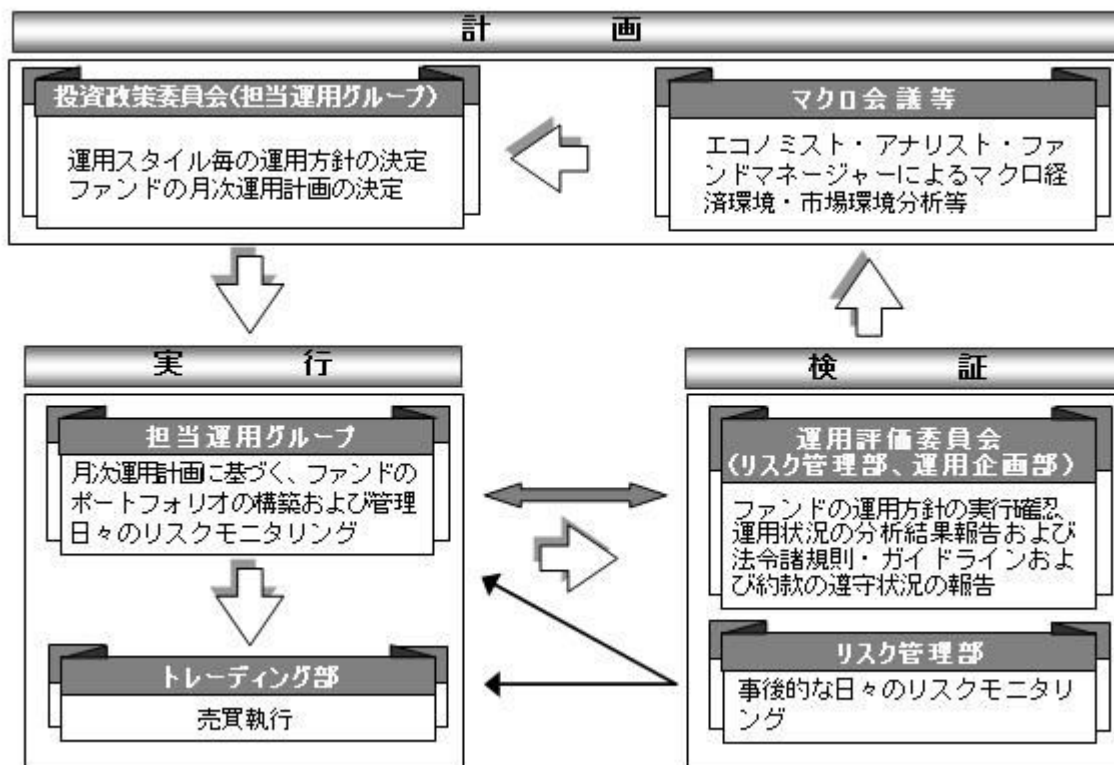 計画
投資政策委員会(担当運用グループ)
運用スタイル毎の運用方針の決定
ファンドの月次運用計画の決定
マクロ会議等
エコノミスト・アナリスト・ファ
ンドマネージャーによるマクロ経
済環境・市場環境分析等
実行
担当運用グループ
月次運用計画に基づく、ファンドの
ポートフォリオの構築および管理
日々のリスクモニタリング
トレーディング部
売買執行
検証
運用評価委員会
(リスク管理部、運用企画部)
ファンドの運用方針の実行確認、
運用状況の分析結果報告および
法令諸規則・ガイドラインおよ
び約款の遵守状況の報告
リスク管理部
事後的な日々のリスクモニタリ
ング